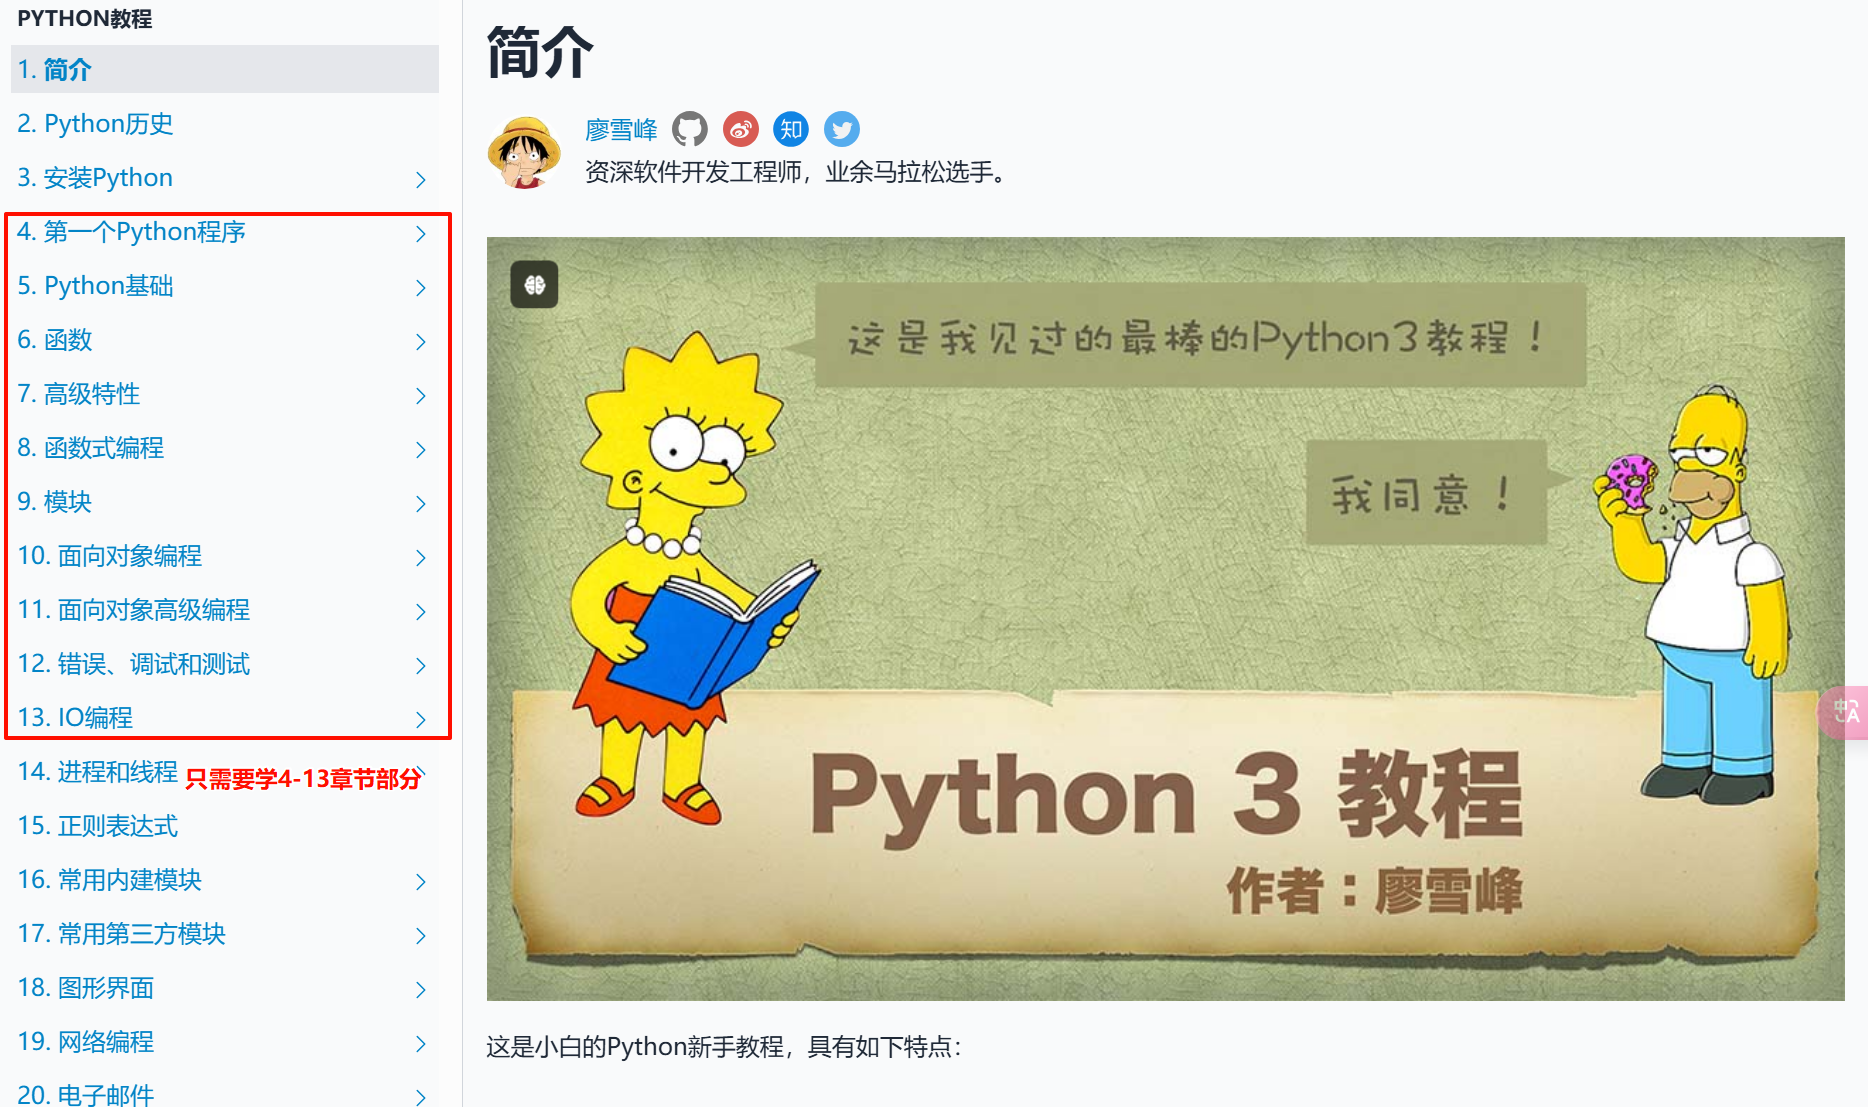 PYTHON教程
1. 简介
2. Python历史
3. 安装Python
4. 第一个Python程序
5. Python基础
6. 函数
7. 高级特性
8. 函数式编程
9. 模块
10. 面向对象编程
11. 面向对象高级编程
12. 错误、调试和测试
13. IO编程
14. 进程和线程
只需要学4-13章节部分
15. 正则表达式
16. 常用内建模块
17. 常用第三方模块
18. 图形界面
19. 网络编程
20. 电子邮件
简介
廖雪峰
知
资深软件开发工程师，业余马拉松选手。
这是我见过的最棒的Python3教程！
我同意！
Python 3 教程
作者：廖雪峰
中A
这是小白的Python新手教程，具有如下特点：